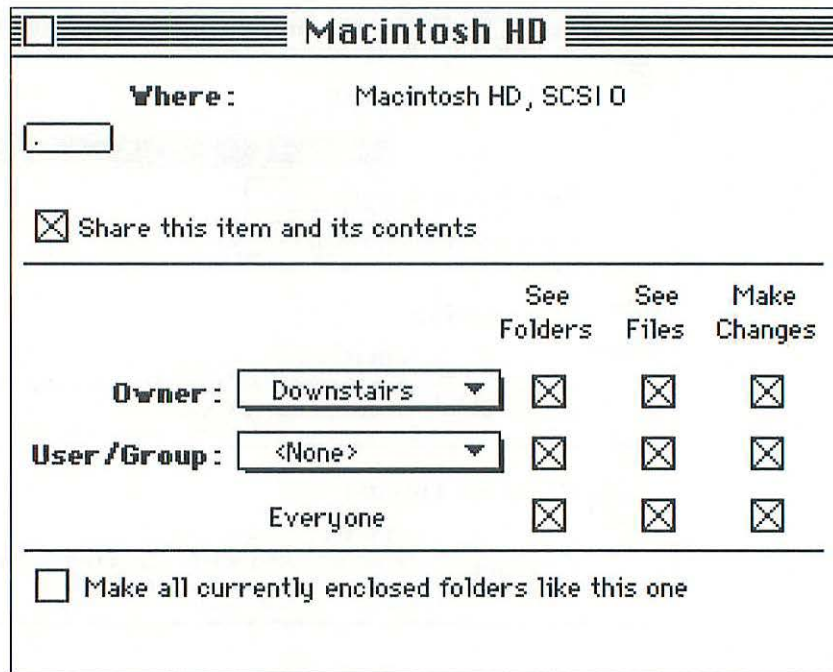 Macintosh HD
Where: Macintosh HD, SCSI 0
Share this item and its contents
See Folders See Files Make Changes
Owner: Downstairs
User/Group: <None>
Everyone
Make all currently enclosed folders like this one